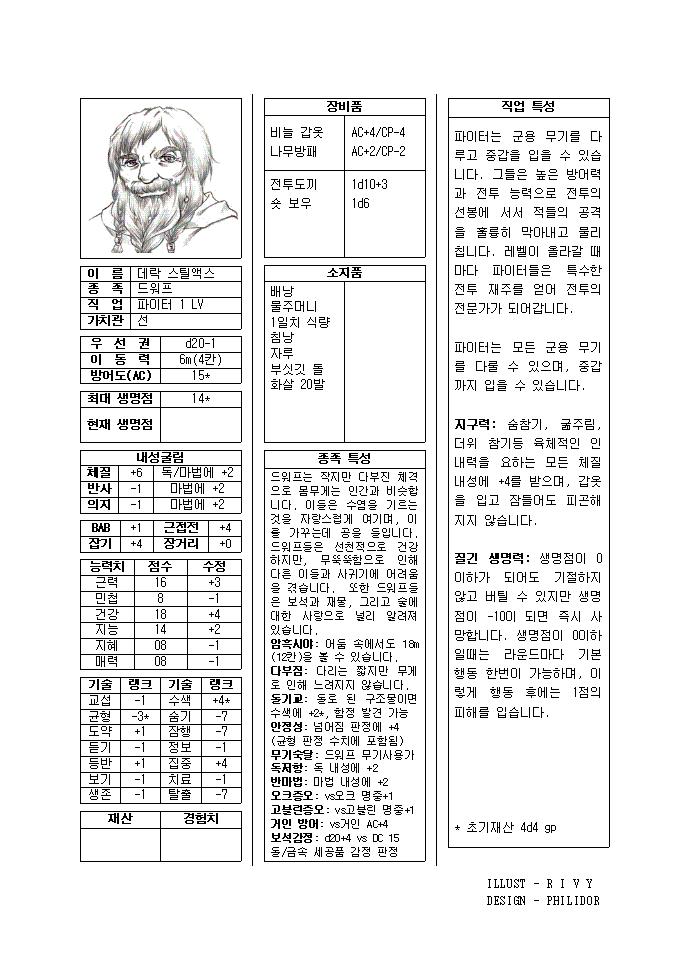 이 름 데락 스틸액스
종 족 드워프
직 업 파이터 1 LV
가치관 선
우 선 권 d20-1
이 동 력 6m(4칸)
방어도(AC) 15*
최대 생명점 14*
현재 생명점
내성굴림
체질 +6 독/마법에 +2
반사 -1 마법에 +2
의지 -1 마법에 +2
BAB +1 근접전 +4
잡기 +4 장거리 +0
능력치 점수 수정
근력 16 +3
민첩 8 -1
건강 18 +4
지능 14 +2
지혜 08 -1
매력 08 -1
기술 랭크 기술 랭크
교섭 -1 수색 +4*
균형 -3* 숨기 -7
도약 +1 잠행 -7
듣기 -1 정보 -1
등반 +1 집중 +4
보기 -1 치료 -1
생존 -1 탈출 -7
재산 경험치
장비품
비늘 갑옷 AC+4/CP-4
나무방패 AC+2/CP-2
전투도끼 1d10+3
숏 보우 1d6
소지품
배낭
물주머니
1일치 식량
침낭
자루
부싯깃 돌
화살 20발
종족 특성
드워프는 작지만 다부진 체격
으로 몸무게는 인간과 비슷합
니다. 이들은 수염을 기르는
것을 자랑스럽게 여기며, 이
를 가꾸는데 공을 들입니다.
드워프들은 선천적으로 건강
하지만, 무뚝뚝함으로 인해
다른 이들과 사귀기에 어려움
을 겪습니다. 또한 드워프들
은 보석과 재물, 그리고 술에
대한 사랑으로 널리 알려져
있습니다.
암흑시야: 어둠 속에서도 18m
(12칸)을 볼 수 있습니다.
다부짐: 다리는 짧지만 무게
로 인해 느려지지 않습니다.
돌기교: 돌로 된 구조물이면
수색에 +2*, 함정 발견 가능
안정성: 넘어짐 판정에 +4
(균형 판정 수치에 포함됨)
무기숙달: 드워프 무기사용가
독저항: 독 내성에 +2
반마법: 마법 내성에 +2
오크증오: vs오크 명중+1
고블린증오: vs고블린 명중+1
거인 방어: vs거인 AC+4
보석감정: d20+4 vs DC 15
돌/금속 세공품 감정 판정
직업 특성
파이터는 군용 무기를 다
루고 중갑을 입을 수 있습
니다. 그들은 높은 방어력
과 전투 능력으로 전투의
선봉에 서서 적들의 공격
을 훌륭히 막아내고 물리
칩니다. 레벨이 올라갈 때
마다 파이터들은 특수한
전투 재주를 얻어 전투의
전문가가 되어갑니다.
파이터는 모든 군용 무기
를 다룰 수 있으며, 중갑
까지 입을 수 있습니다.
지구력: 숨참기, 굶주림,
더위 참기등 육체적인 인
내력을 요하는 모든 체질
내성에 +4를 받으며, 갑옷
을 입고 잠들어도 피곤해
지지 않습니다.
질긴 생명력: 생명점이 0
이하가 되어도 기절하지
않고 버틸 수 있지만 생명
점이 -10이 되면 즉시 사
망합니다. 생명점이 0이하
일때는 라운드마다 기본
행동 한번이 가능하며, 이
렇게 행동 후에는 1점의
피해를 입습니다.
* 초기재산 4d4 gp
ILLUST - R I V Y
DESIGN - PHILIDOR